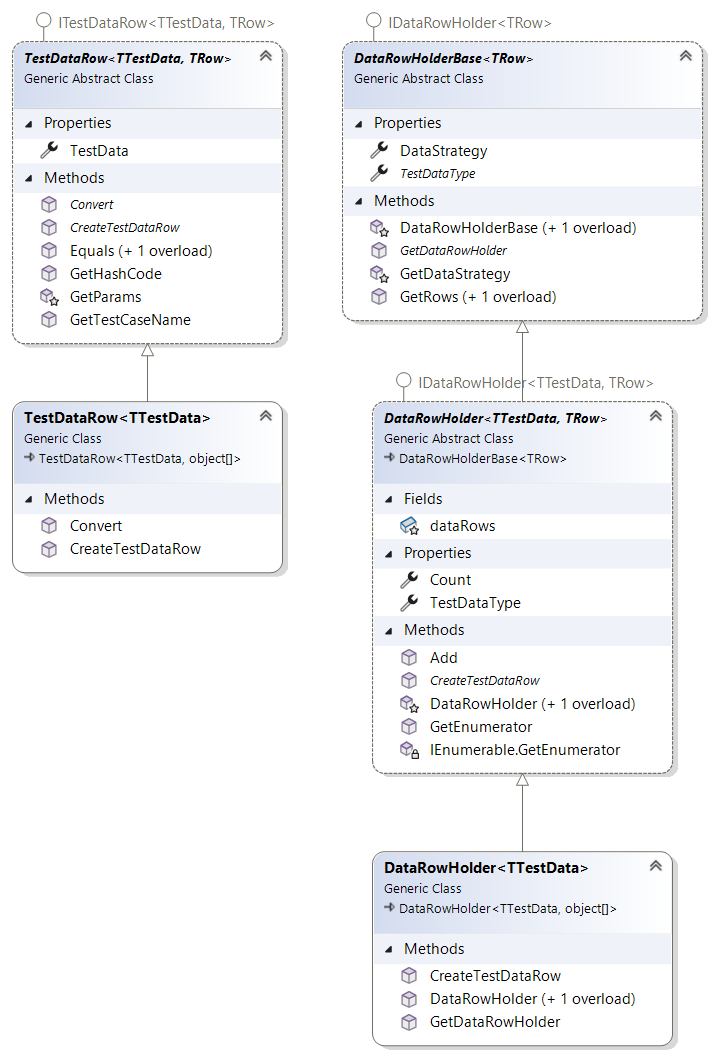 ITestDataRow<TTestData, TRow>
TestDataRow<TTestData, TRow>
Generic Abstract Class
Properties
TestData
Methods
Convert
CreateTestDataRow
Equals (+ 1 overload)
GetHashCode
GetParams
GetTestCaseName
TestDataRow<TTestData>
Generic Class
TestDataRow<TTestData, object[]>
Methods
Convert
CreateTestDataRow
IDataRowHolder<TRow>
DataRowHolderBase<TRow>
Generic Abstract Class
Properties
DataStrategy
TestDataType
Methods
DataRowHolderBase (+ 1 overload)
GetDataRowHolder
GetDataStrategy
GetRows (+ 1 overload)
IDataRowHolder<TTestData, TRow>
DataRowHolder<TTestData, TRow>
Generic Abstract Class
DataRowHolderBase<TRow>
Fields
dataRows
Properties
Count
TestDataType
Methods
Add
CreateTestDataRow
DataRowHolder (+ 1 overload)
GetEnumerator
IEnumerable.GetEnumerator
DataRowHolder<TTestData>
Generic Class
DataRowHolder<TTestData, object[]>
Methods
CreateTestDataRow
DataRowHolder (+ 1 overload)
GetDataRowHolder